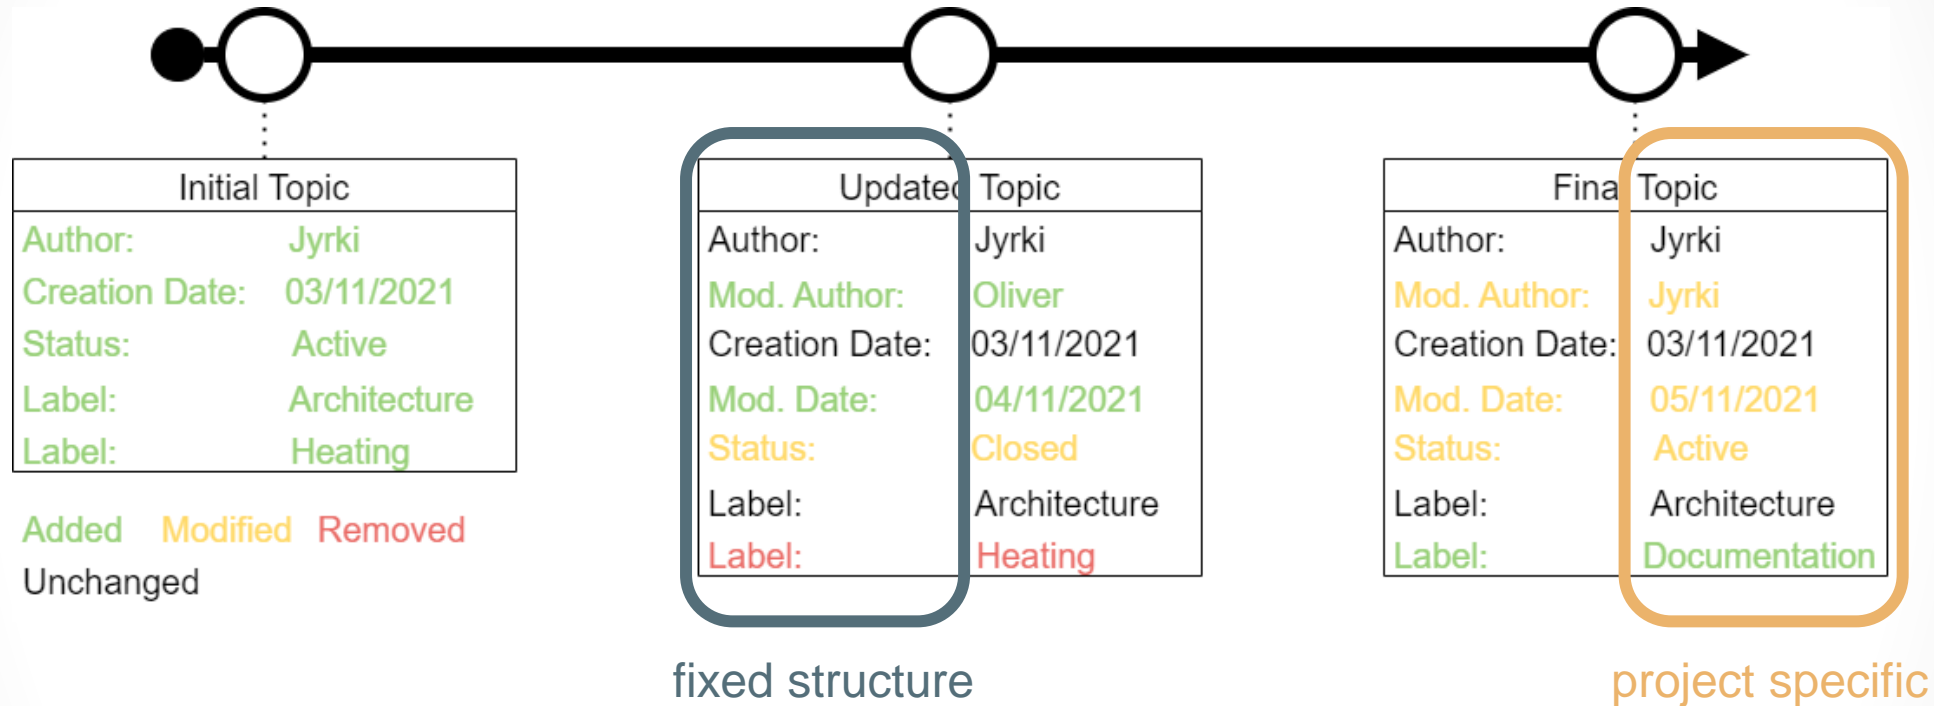 Initial Topic
Author: Jyrki
Creation Date: 03/11/2021
Status: Active
Label: Architecture
Label: Heating
Added Modified Removed
Unchanged
Updated Topic
Author: Jyrki
Mod. Author: Oliver
Creation Date: 03/11/2021
Mod. Date: 04/11/2021
Status: Closed
Label: Architecture
Label: Heating
fixed structure
Final Topic
Author: Jyrki
Mod. Author: Jyrki
Creation Date: 03/11/2021
Mod. Date: 05/11/2021
Status: Active
Label: Architecture
Label: Documentation
project specific